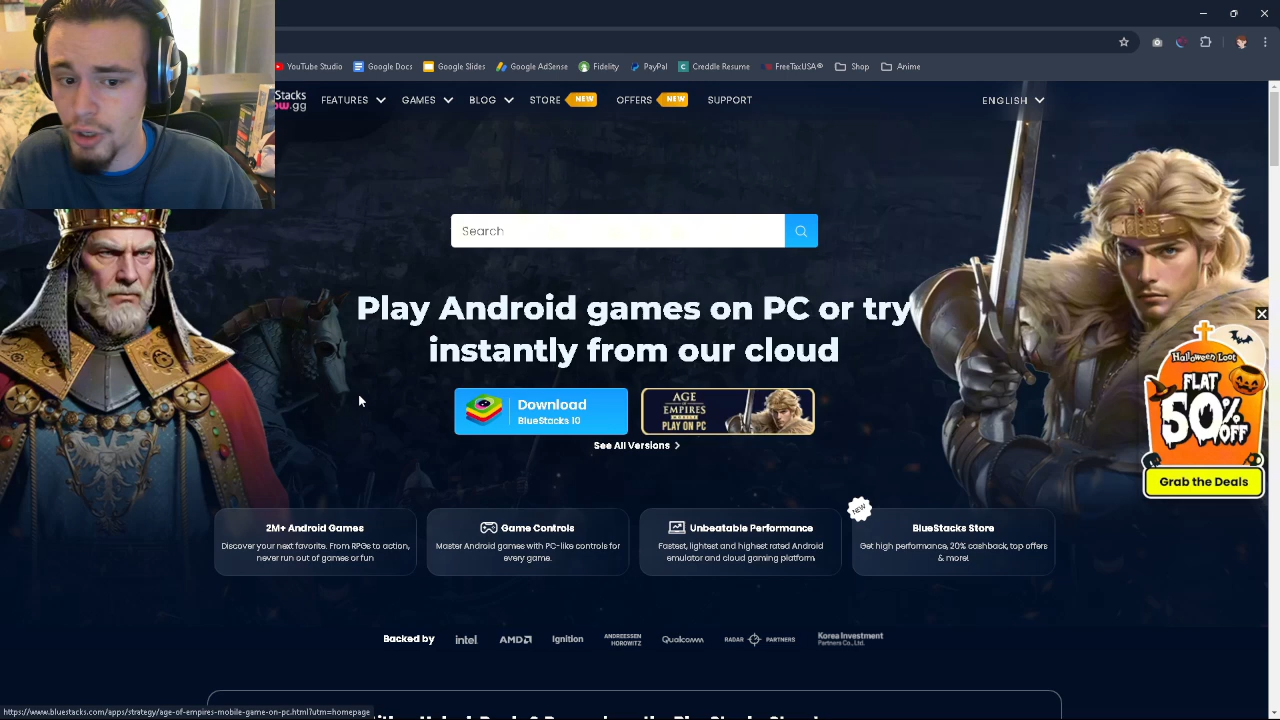 YouTube Studio
Google Docs
Google Slides
Google AdSense
Fidelity
PayPal
Creddle Resume
FreeTaxUSA®
Shop
Anime
Stacks
ow.gg
FEATURES
GAMES
BLOG
STORE
NEW
OFFERS
NEW
SUPPORT
ENGLISH
Search
Play Android games on PC or try
instantly from our cloud
Download
BlueStacks 10
AGE
OF
EMPIRES
MOBILE
PLAY ON PC
See All Versions
Halloween Loot
FLAT
50%
OFF
Grab the Deals
2M+ Android Games
Discover your next favorite. From RPGs to action,
never run out of games or fun
Game Controls
Master Android games with PC-like controls for
every game.
Unbeatable Performance
Fastest, lightest and highest rated Android
emulator and cloud gaming platform
NEW
BlueStacks Store
Get high performance, 20% cashback, top offers
& more!
Backed by
intel
AMD
Ignition
ANDREESSEN
HOROWITZ
Qualcomm
RADAR PARTNERS
Korea Investment
Partners Co., Ltd.
https://www.bluestacks.com/apps/strategy/age-of-empires-mobile-game-on-pc.html?utm=homepage